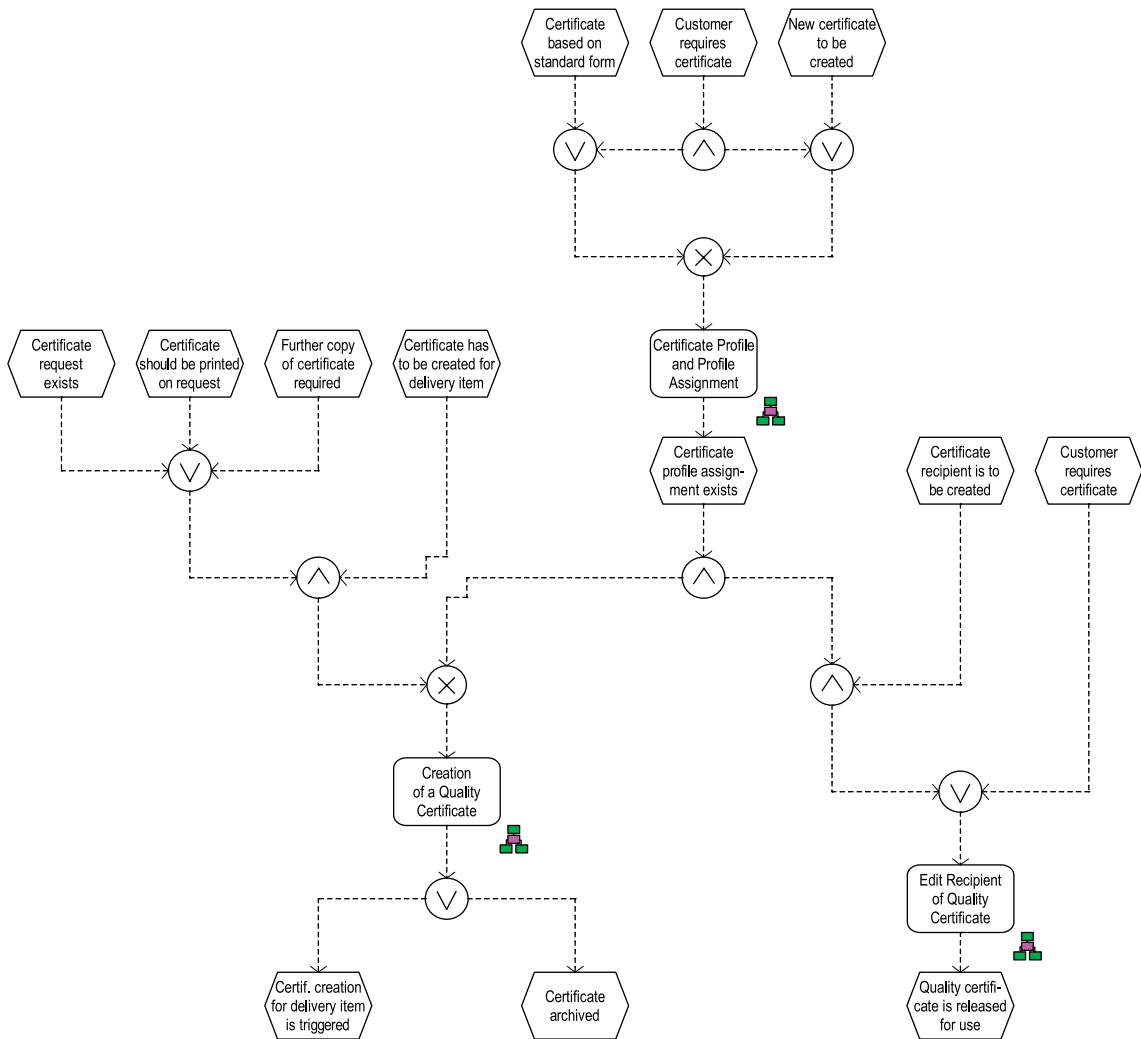 Certificate
based on
standard form
Customer
requires
certificate
New certificate
to be
created
Certificate
request
exists
Certificate
should be printed
on request
Further copy
of certificate
required
Certificate has
to be created for
delivery item
Certificate Profile
and Profile
Assignment
Certificate
profile assign-
ment exists
Certificate
recipient is to
be created
Customer
requires
certificate
Creation
of a Quality
Certificate
Edit Recipient
of Quality
Certificate
Certif. creation
for delivery item
is triggered
Certificate
archived
Quality certifi-
cate is released
for use